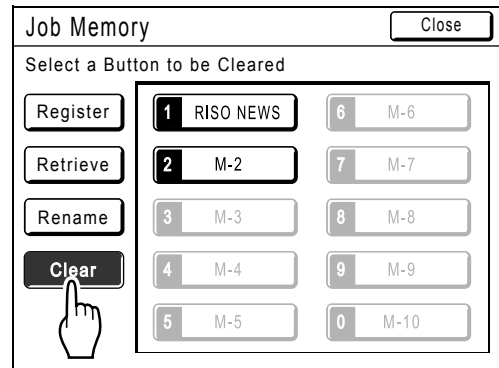 Job Memory Close
Select a Button to be Cleared
Register 1 RISO NEWS 6 M-6
Retrieve 2 M-2 7 M-7
Rename 3 M-3 8 M-8
Clear 4 M-4 9 M-9
5 M-5 0 M-10